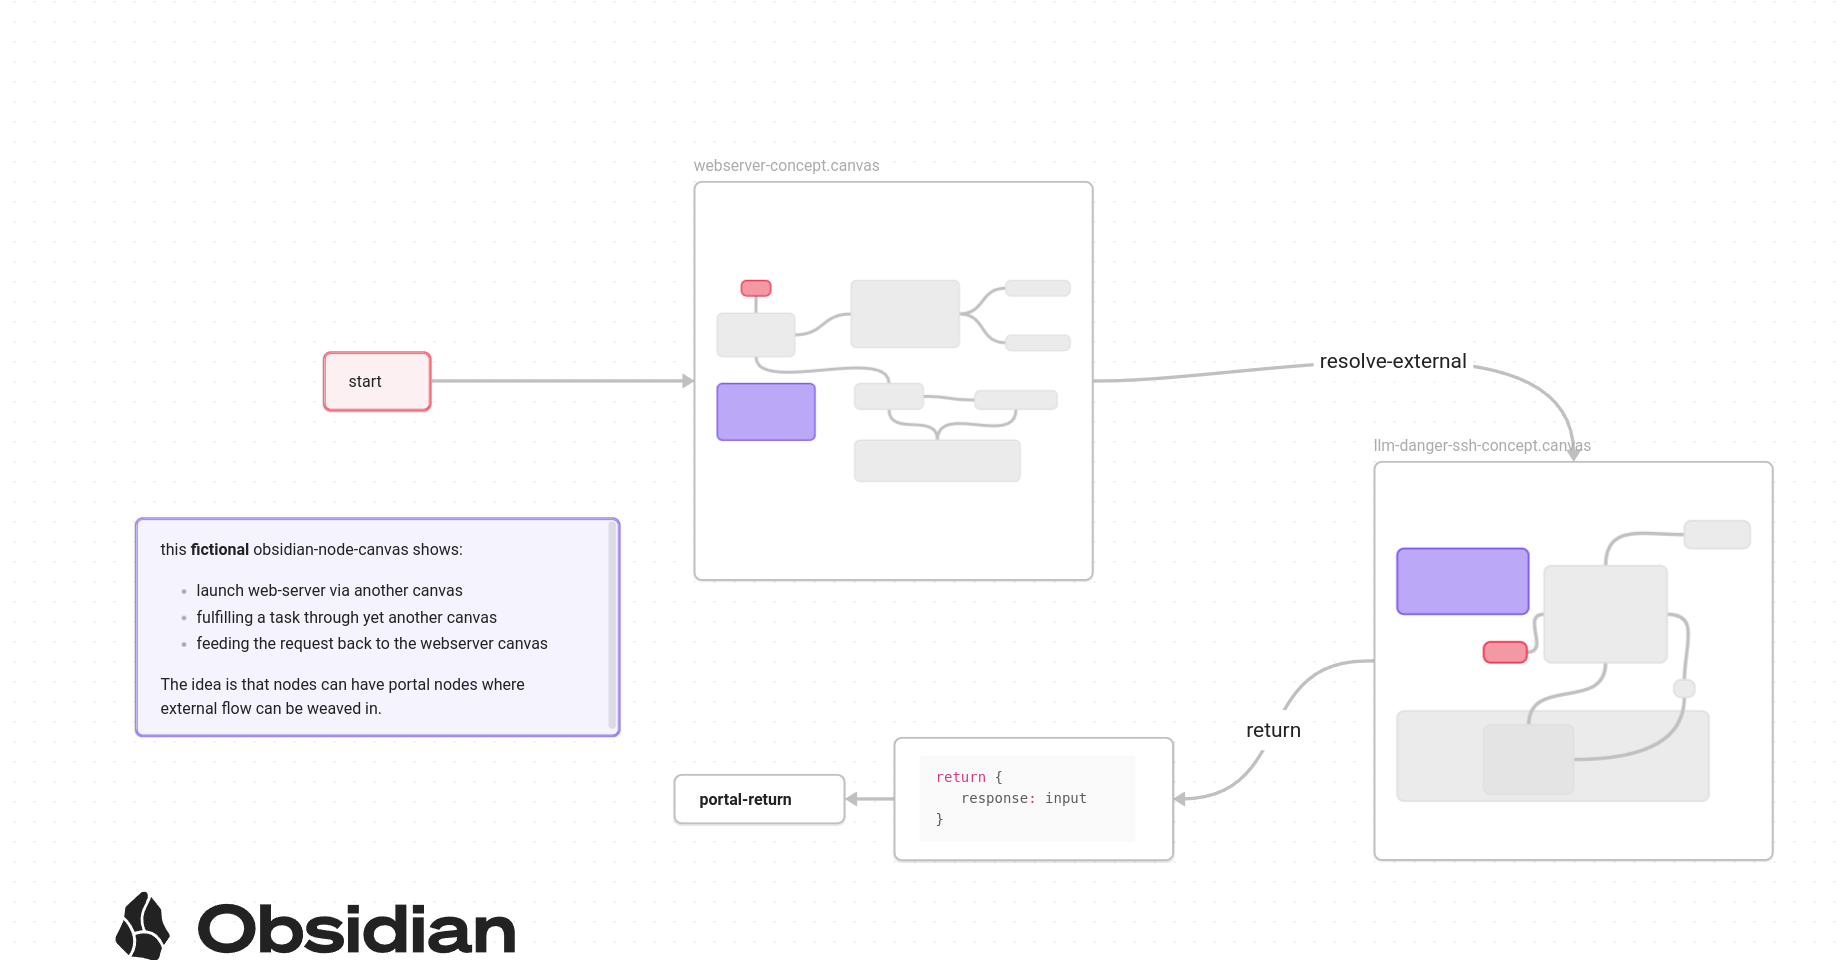 webserver-concept.canvas
start
resolve-external
llm-danger-ssh-concept.canvas
this fictional obsidian-node-canvas shows:
launch web-server via another canvas
fulfilling a task through yet another canvas
feeding the request back to the webserver canvas
The idea is that nodes can have portal nodes where
external flow can be weaved in.
return
return {
response: input
}
portal-return
Obsidian